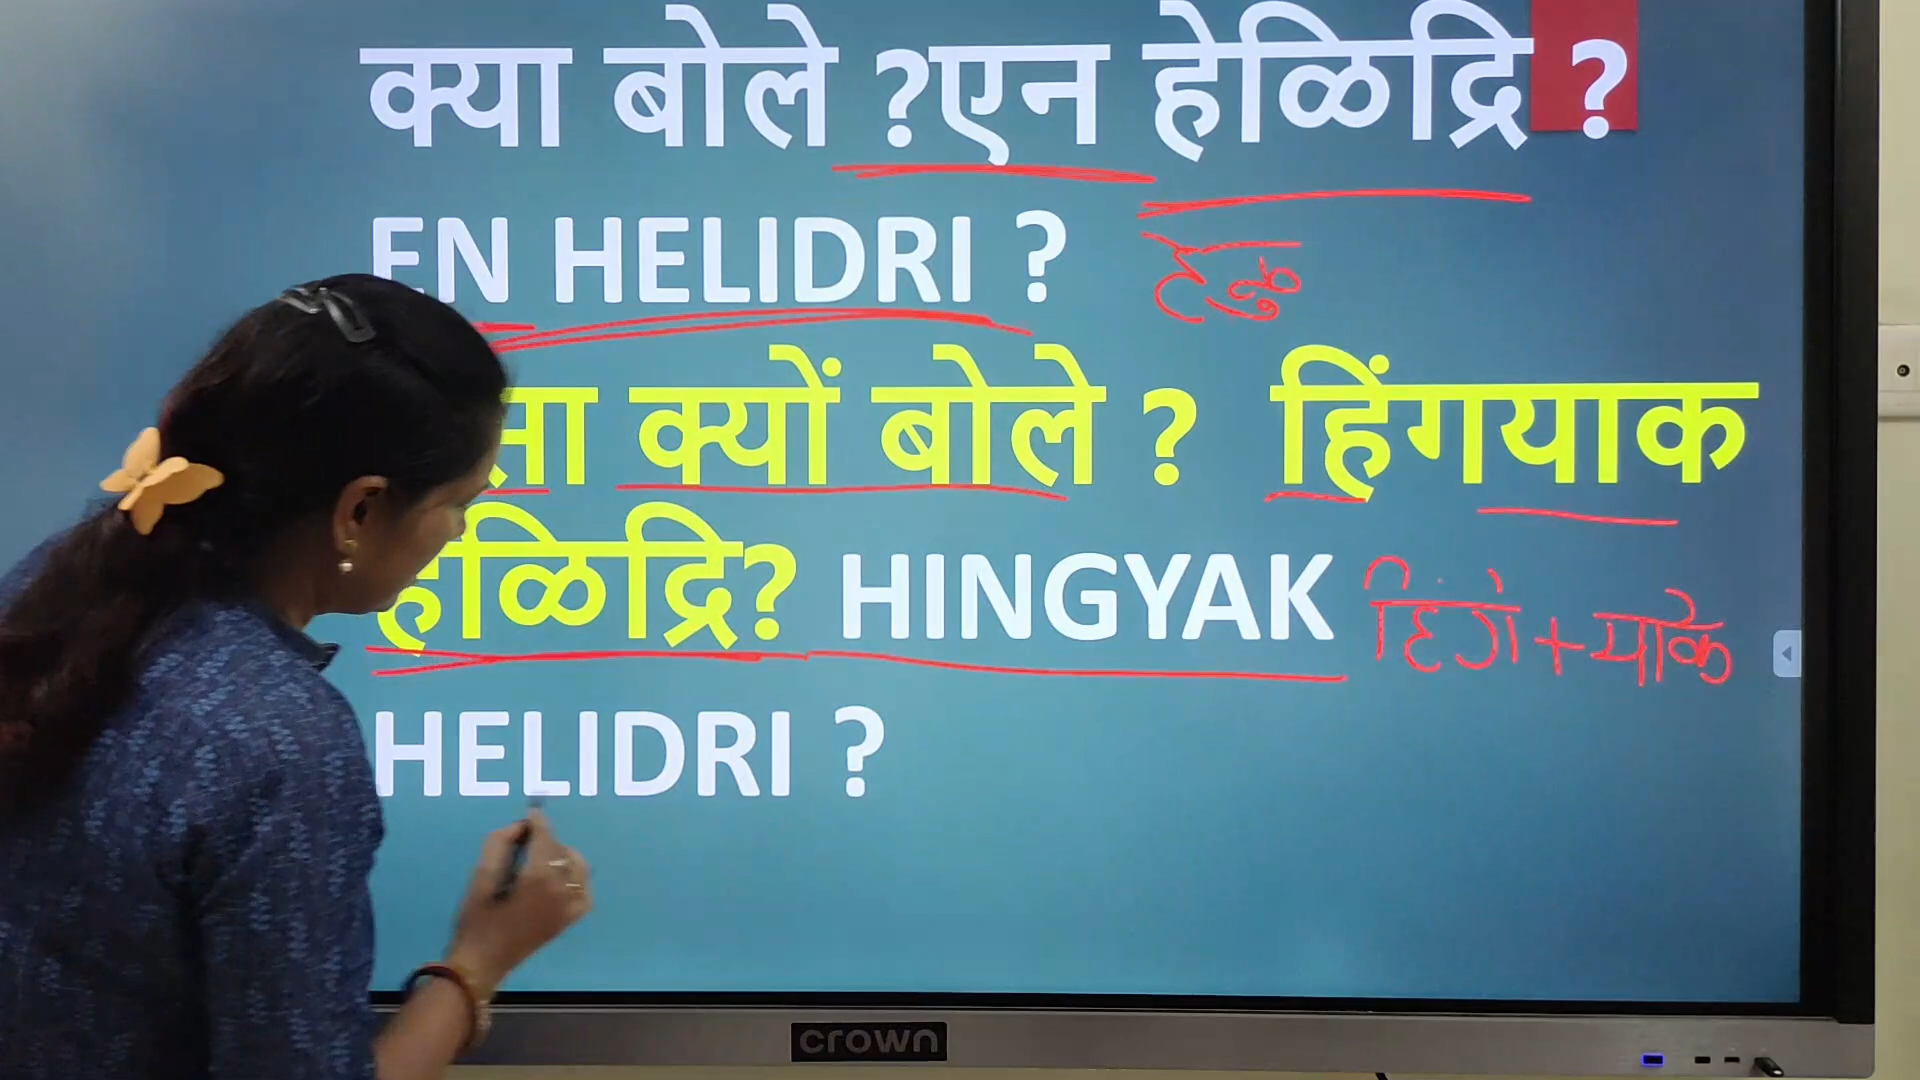 क्या बोले ?एन हेळिद्रि ?
EN HELIDRI ?
क्यों बोले ? हिंगयाक
हेळिद्रि? HINGYAK
हिंगे + याके
HELIDRI ?
crown